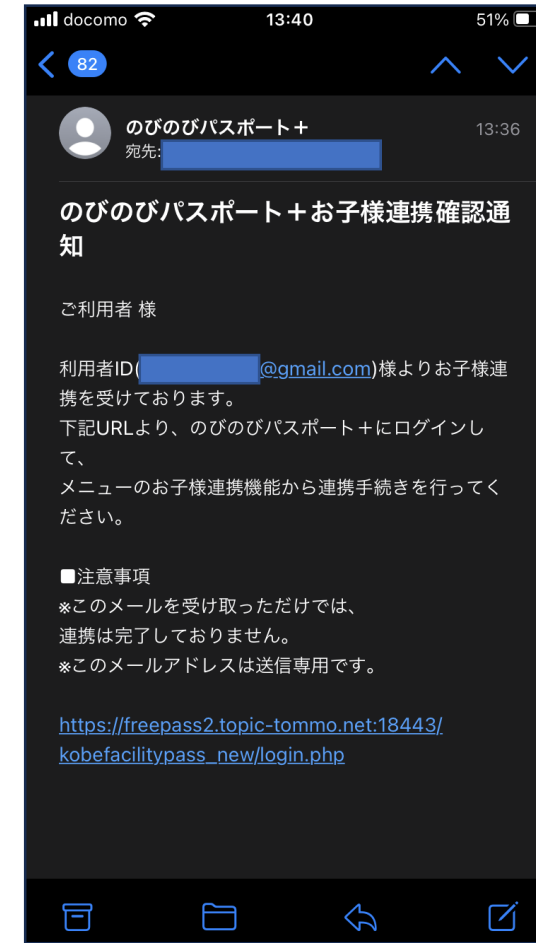 docomo 13:40 51%
82
のびのびパスポート＋ 13:36
宛先:
のびのびパスポート＋お子様連携確認通
知
ご利用者 様
利用者ID( @gmail.com)様よりお子様連
携を受けております。
下記URLより、のびのびパスポート＋にログインし
て、
メニューのお子様連携機能から連携手続きを行ってく
ださい。
■注意事項
※このメールを受け取っただけでは、
連携は完了しておりません。
※このメールアドレスは送信専用です。
https://freepass2.topic-tommo.net:18443/
kobefacilitypass_new/login.php